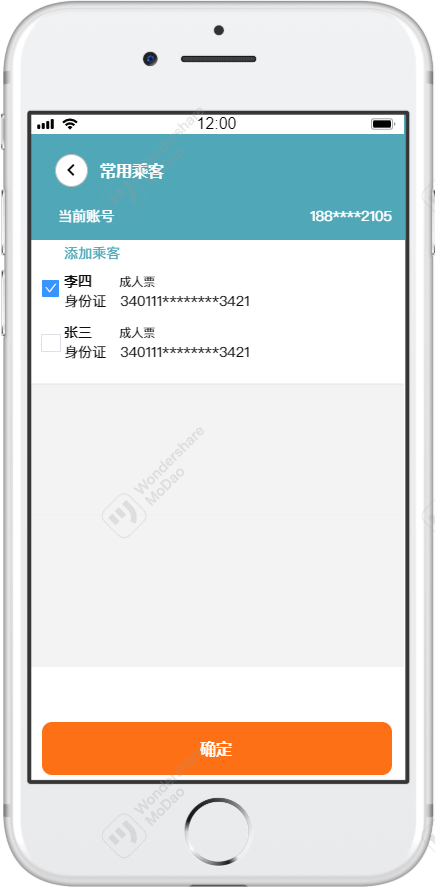 12:00
常用乘客
当前账号 188****2105
添加乘客
李四 成人票
身份证 340111********3421
张三 成人票
身份证 340111********3421
Wondershare
MoDao
确定
Wondershare
MoDao